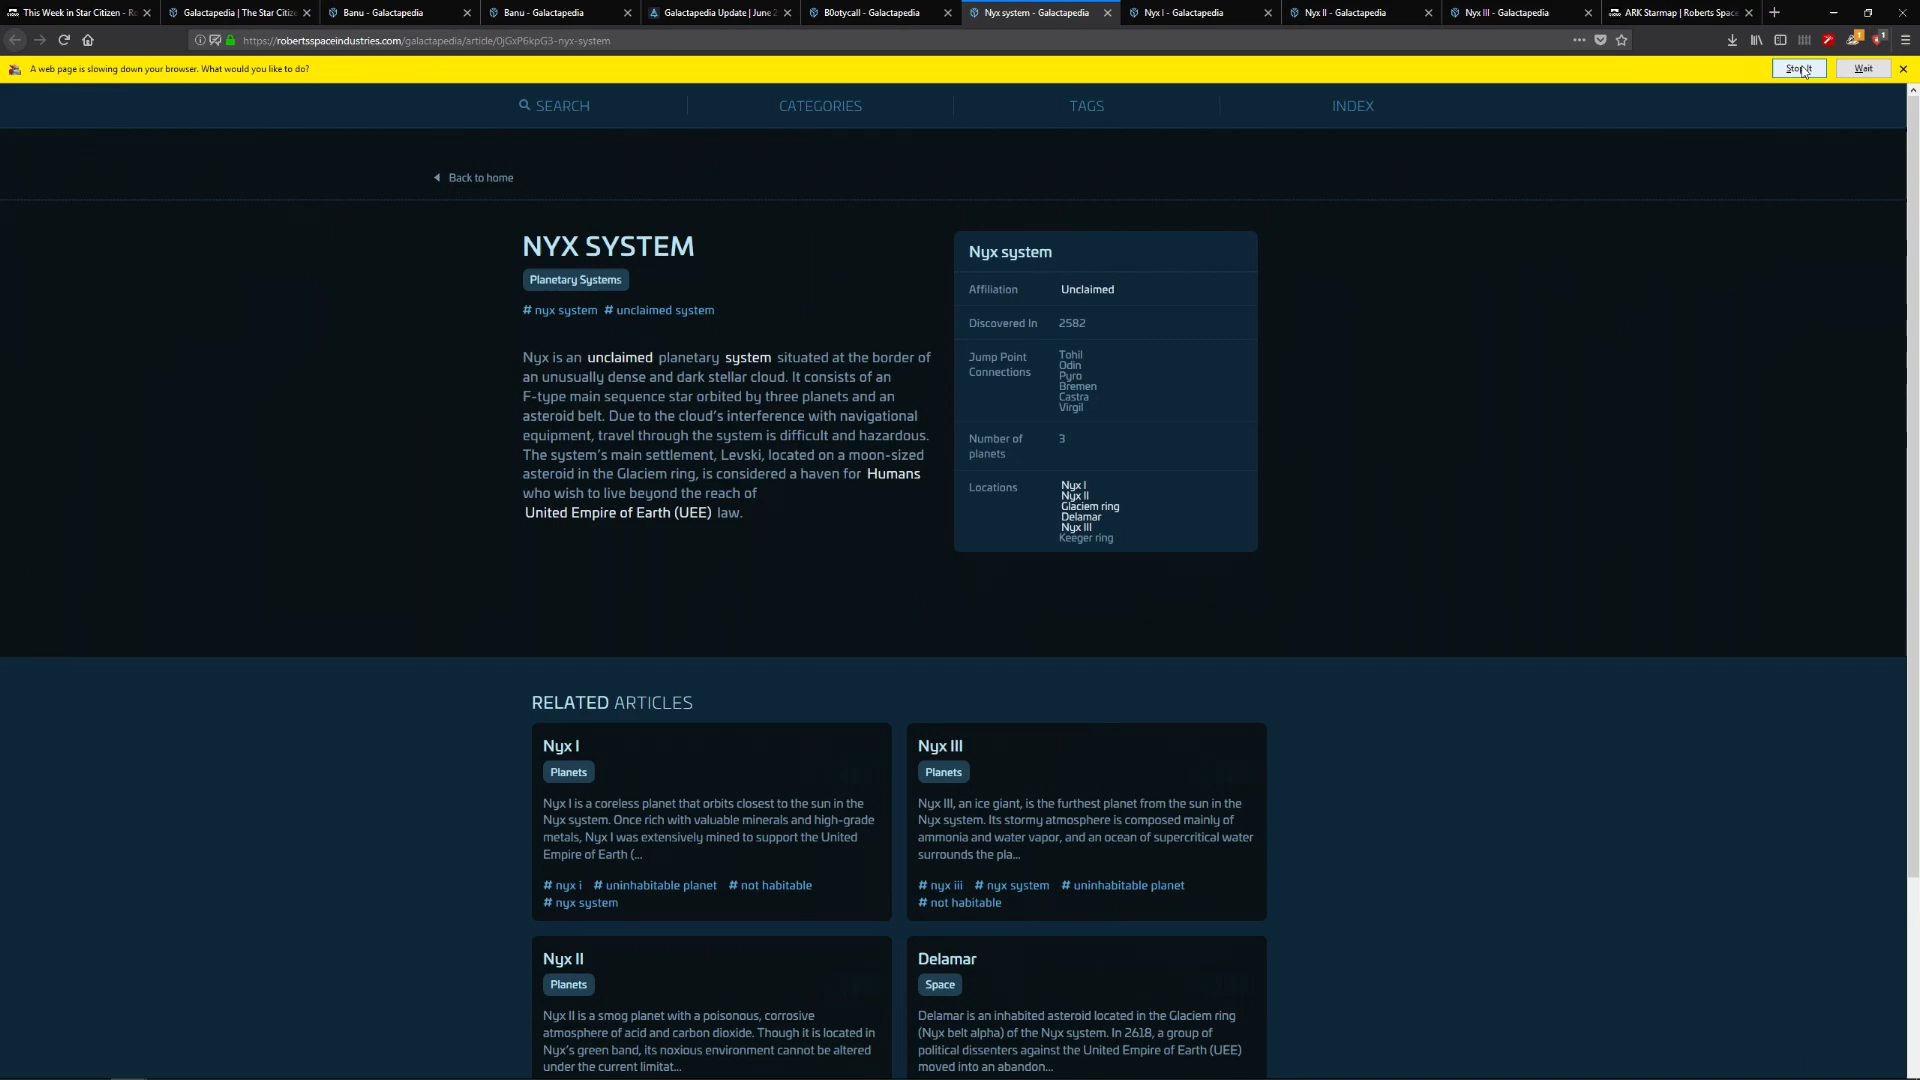 This Week in Star Citizen - Ro
Galactapedia | The Star Citize
Banu - Galactapedia
Banu - Galactapedia
Galactapedia Update | June 2
B0otycall - Galactapedia
Nyx system - Galactapedia
Nyx I - Galactapedia
Nyx II - Galactapedia
Nyx III - Galactapedia
ARK Starmap | Roberts Space
https://robertsspaceindustries.com/galactapedia/article/0jGxP6kpG3-nyx-system
1
1
A web page is slowing down your browser. What would you like to do?
Stop It
Wait
SEARCH
CATEGORIES
TAGS
INDEX
Back to home
NYX SYSTEM
Planetary Systems
# nyx system # unclaimed system
Nyx is an unclaimed planetary system situated at the border of
an unusually dense and dark stellar cloud. It consists of an
F-type main sequence star orbited by three planets and an
asteroid belt. Due to the cloud's interference with navigational
equipment, travel through the system is difficult and hazardous.
The system's main settlement, Levski, located on a moon-sized
asteroid in the Glaciem ring, is considered a haven for Humans
who wish to live beyond the reach of
United Empire of Earth (UEE) law.
Nyx system
Affiliation
Unclaimed
Discovered In
2582
Jump Point
Connections
Tohil
Odin
Pyro
Bremen
Castra
Virgil
Number of
planets
3
Locations
Nyx I
Nyx II
Glaciem ring
Delamar
Nyx III
Keeger ring
RELATED ARTICLES
Nyx I
Planets
Nyx I is a coreless planet that orbits closest to the sun in the
Nyx system. Once rich with valuable minerals and high-grade
metals, Nyx I was extensively mined to support the United
Empire of Earth (...
# nyx i # uninhabitable planet # not habitable
# nyx system
Nyx III
Planets
Nyx III, an ice giant, is the furthest planet from the sun in the
Nyx system. Its stormy atmosphere is composed mainly of
ammonia and water vapor, and an ocean of supercritical water
surrounds the pla...
# nyx iii # nyx system # uninhabitable planet
# not habitable
Nyx II
Planets
Nyx II is a smog planet with a poisonous, corrosive
atmosphere of acid and carbon dioxide. Though it is located in
Nyx's green band, its noxious environment cannot be altered
under the current limitat...
Delamar
Space
Delamar is an inhabited asteroid located in the Glaciem ring
(Nyx belt alpha) of the Nyx system. In 2618, a group of
political dissenters against the United Empire of Earth (UEE)
moved into an abandon...